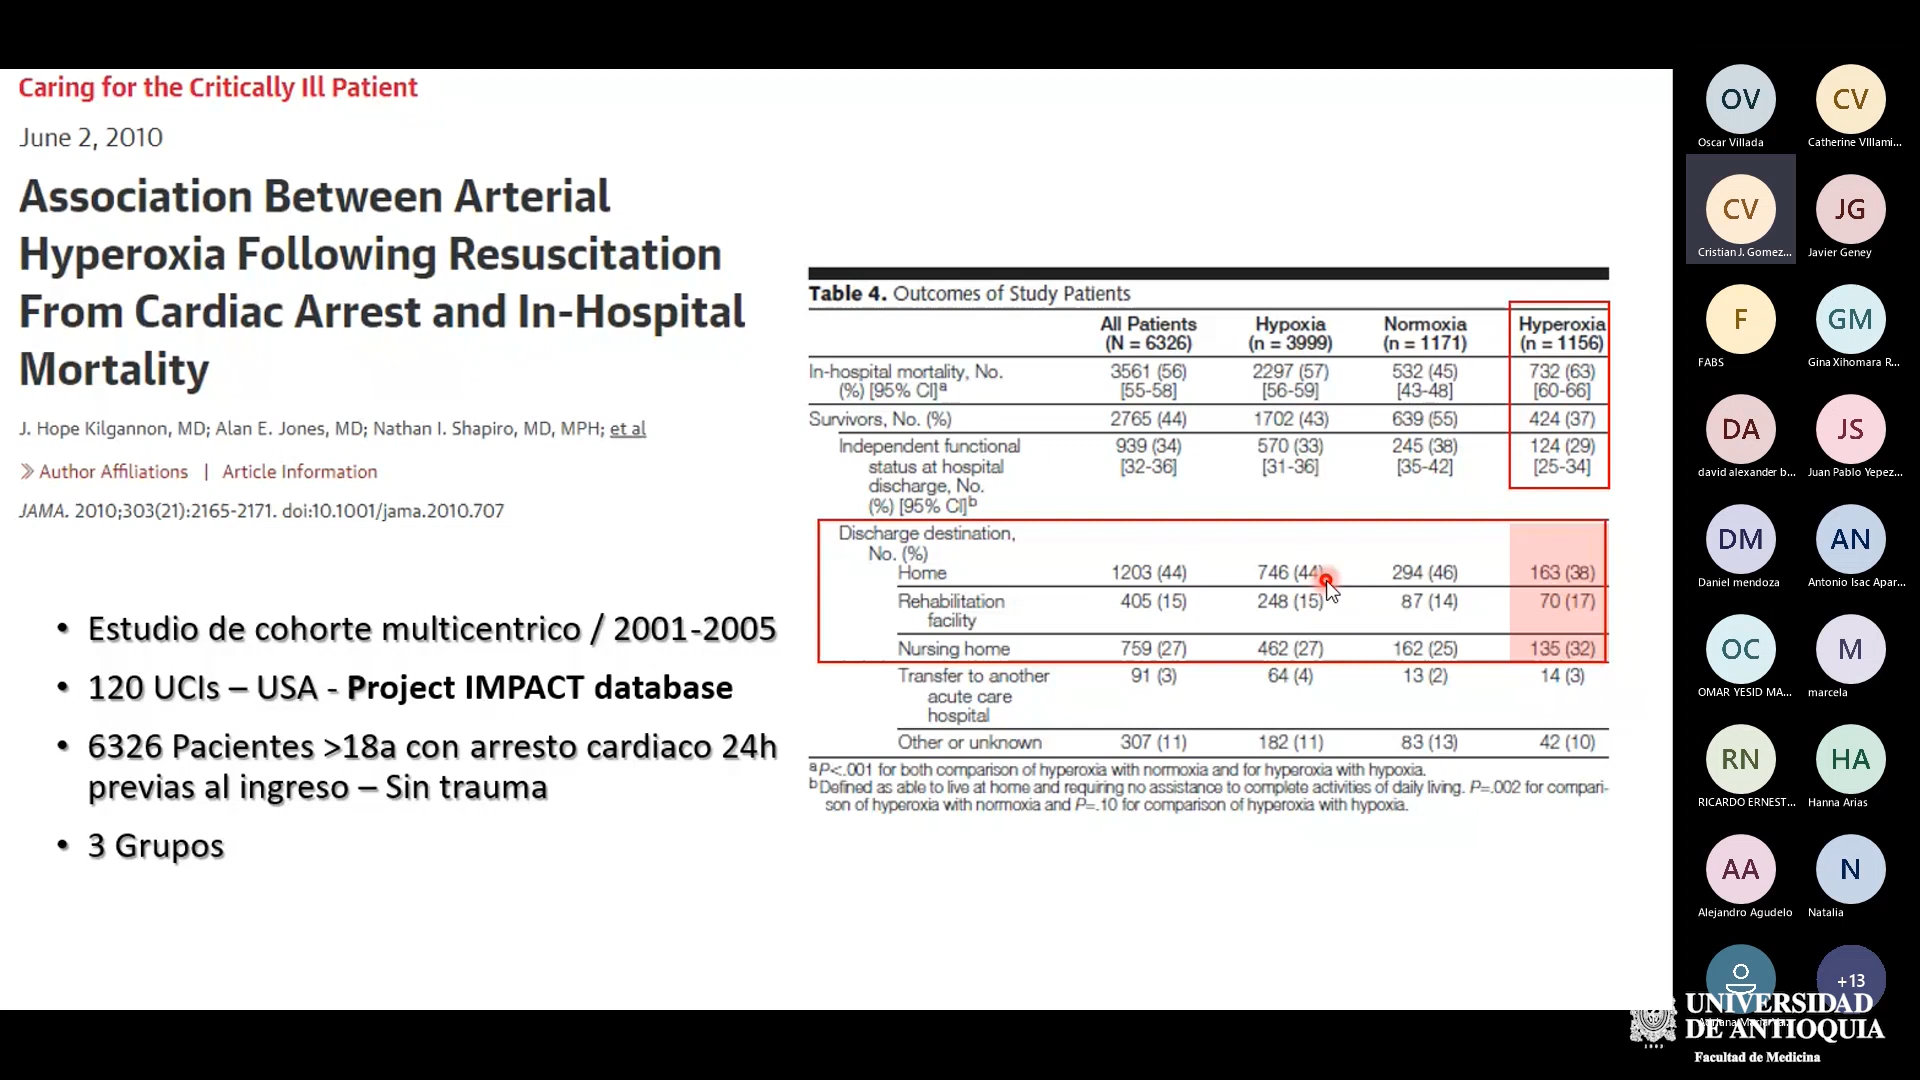 Caring for the Critically Ill Patient
June 2, 2010
Association Between Arterial
Hyperoxia Following Resuscitation
From Cardiac Arrest and In-Hospital
Mortality
J. Hope Kilgannon, MD; Alan E. Jones, MD; Nathan I. Shapiro, MD, MPH; et al
Author Affiliations | Article Information
JAMA. 2010;303(21):2165-2171. doi:10.1001/jama.2010.707
• Estudio de cohorte multicentrico / 2001-2005
• 120 UCIs – USA - Project IMPACT database
• 6326 Pacientes >18a con arresto cardiaco 24h
previas al ingreso – Sin trauma
• 3 Grupos
Table 4. Outcomes of Study Patients
All Patients Hypoxia Normoxia Hyperoxia
(N = 6326) (n = 3999) (n = 1171) (n = 1156)
In-hospital mortality, No. 3561 (56) 2297 (57) 532 (45) 732 (63)
(%) [95% CI]a [55-58] [56-59] [43-48] [60-66]
Survivors, No. (%) 2765 (44) 1702 (43) 639 (55) 424 (37)
Independent functional 939 (34) 570 (33) 245 (38) 124 (29)
status at hospital [32-36] [31-36] [35-42] [25-34]
discharge, No.
(%) [95% CI]b
Discharge destination,
No. (%)
Home 1203 (44) 746 (44) 294 (46) 163 (38)
Rehabilitation 405 (15) 248 (15) 87 (14) 70 (17)
facility
Nursing home 759 (27) 462 (27) 162 (25) 135 (32)
Transfer to another 91 (3) 64 (4) 13 (2) 14 (3)
acute care
hospital
Other or unknown 307 (11) 182 (11) 83 (13) 42 (10)
aP<.001 for both comparison of hyperoxia with normoxia and for hyperoxia with hypoxia.
bDefined as able to live at home and requiring no assistance to complete activities of daily living. P=.002 for compari-
son of hyperoxia with normoxia and P=.10 for comparison of hyperoxia with hypoxia.
OV CV
Oscar Villada Catherine VIllami...
CV JG
Cristian J. Gomez... Javier Geney
F GM
FABS Gina Xihomara R...
DA JS
david alexander b... Juan Pablo Yepez...
DM AN
Daniel mendoza Antonio Isac Apar...
OC M
OMAR YESID MA... marcela
RN HA
RICARDO ERNEST... Hanna Arias
AA N
Alejandro Agudelo Natalia
+13
UNIVERSIDAD
DE ANTIOQUIA
1803
Facultad de Medicina